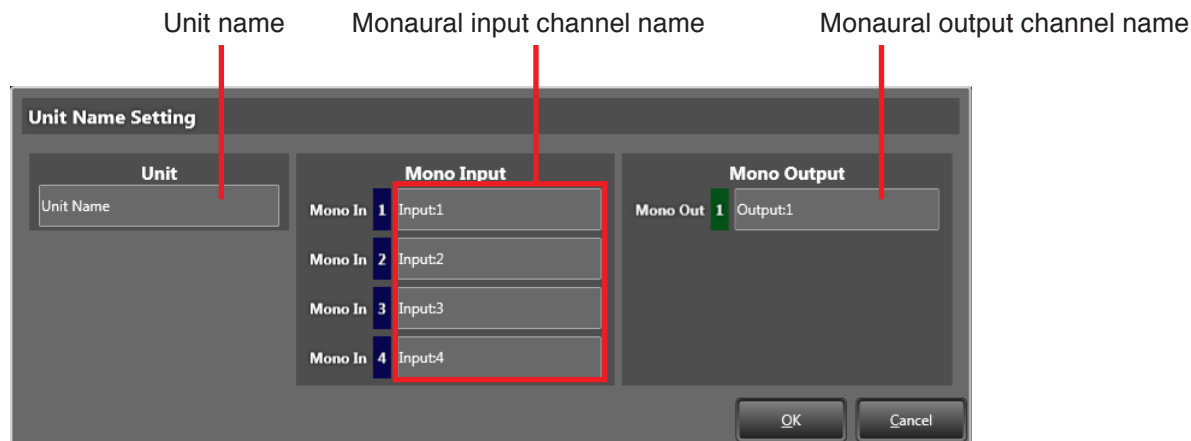 Unit name
Monaural input channel name
Monaural output channel name
Unit Name Setting
Unit
Unit Name
Mono Input
Mono In 1 Input:1
Mono In 2 Input:2
Mono In 3 Input:3
Mono In 4 Input:4
Mono Output
Mono Out 1 Output:1
OK
Cancel